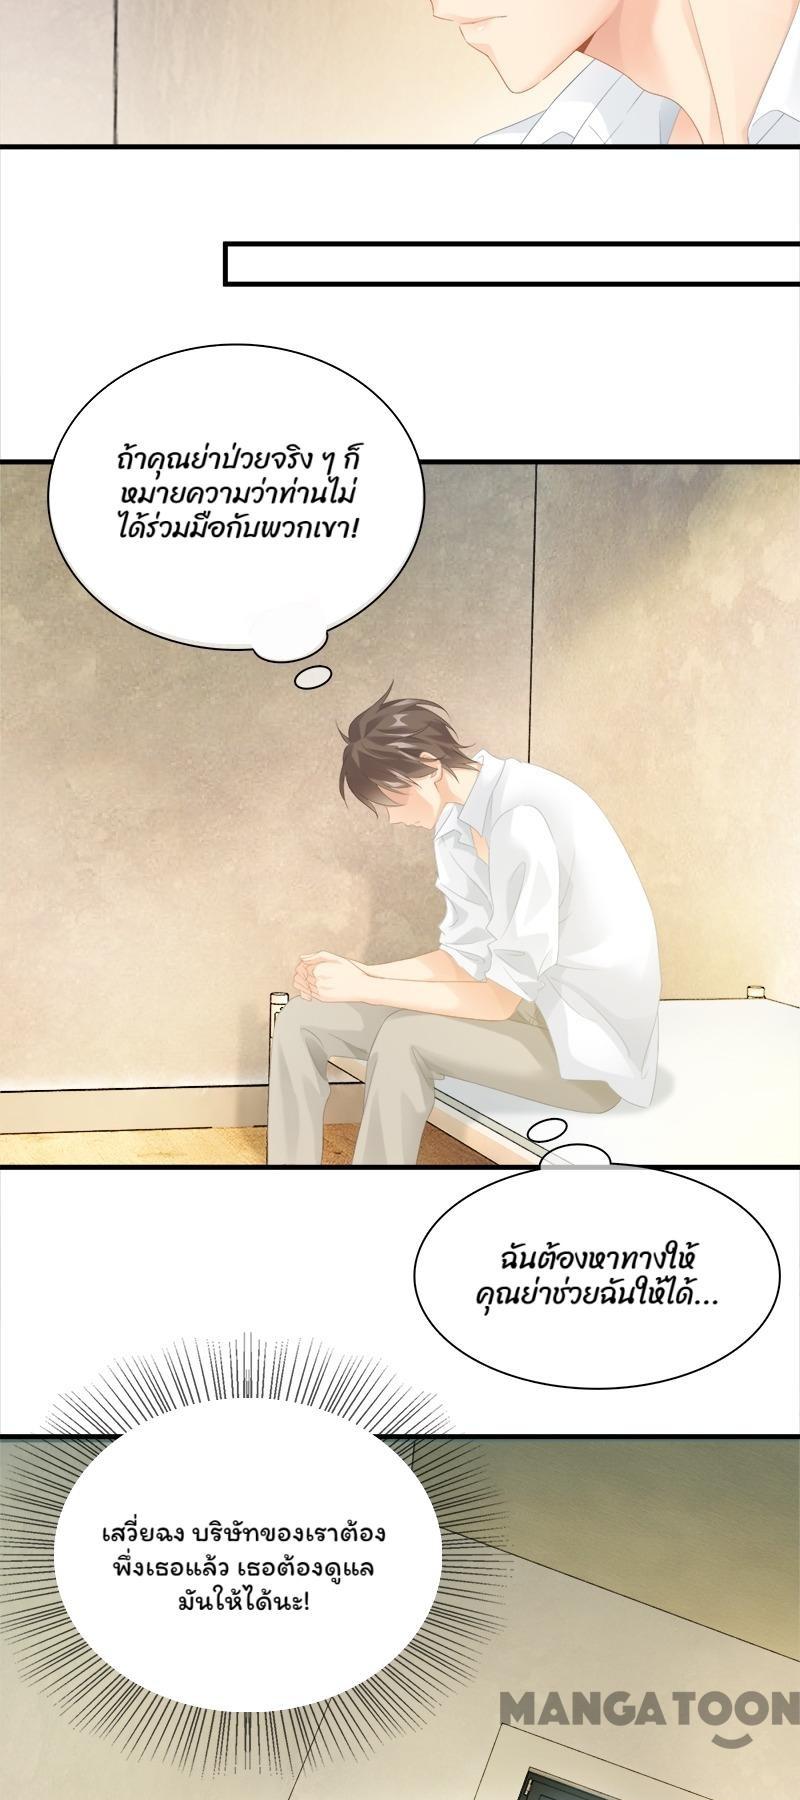 ถ้าคุณย่าป่วยจริง ๆ ก็
หมายความว่าท่านไม่
ได้ร่วมมือกับพวกเขา!
ฉันต้องหาทางให้
คุณย่าช่วยฉันให้ได้...
เสวี่ยฉง บริษัทของเราต้อง
พึ่งเธอแล้ว เธอต้องดูแล
มันให้ได้นะ!
MANGATOON